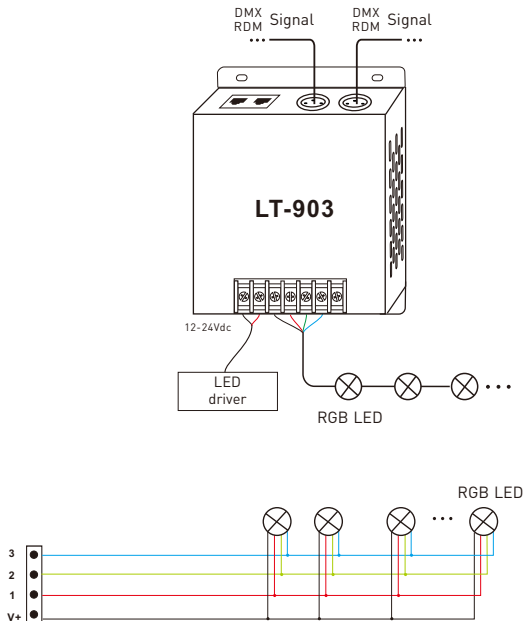 DMX
RDM Signal
DMX
RDM Signal
LT-903
12-24Vdc
LED
driver
RGB LED
RGB LED
3
2
1
V+